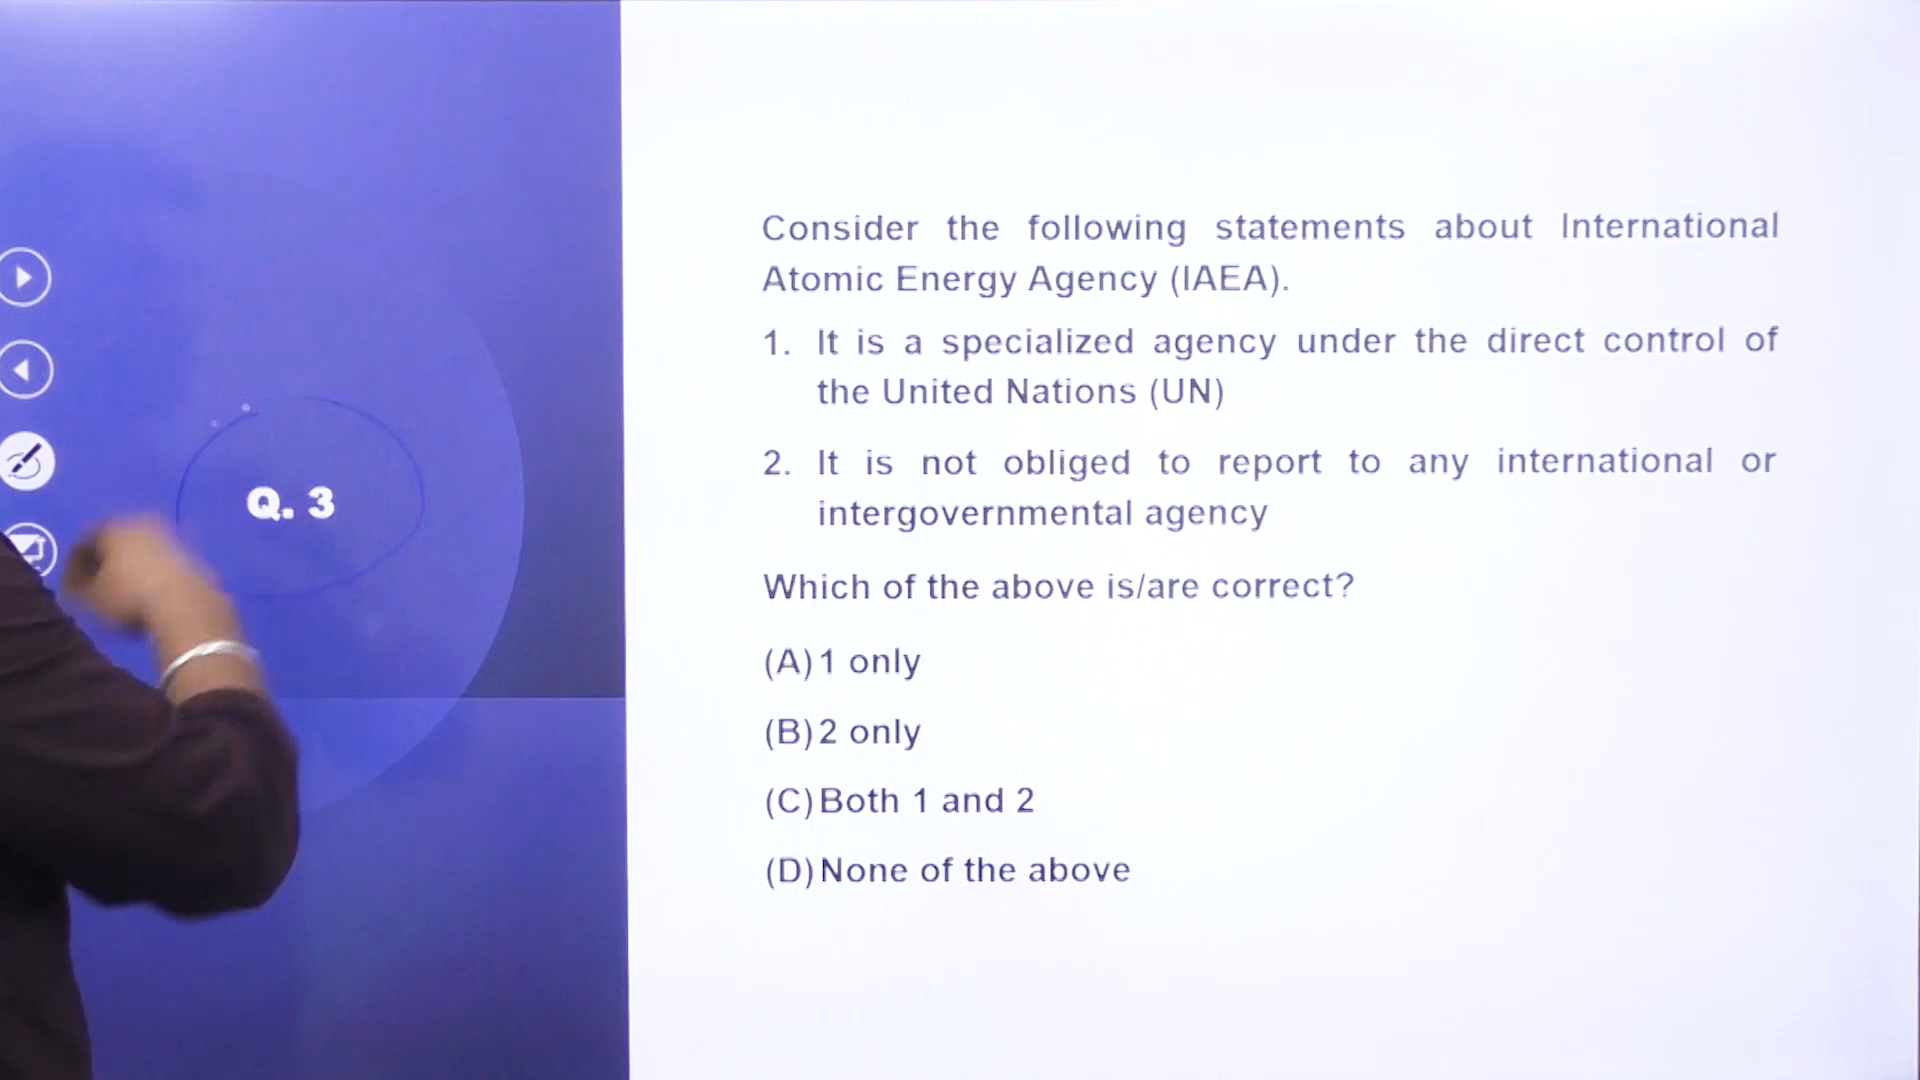 Q. 3
Consider the following statements about International
Atomic Energy Agency (IAEA).
1. It is a specialized agency under the direct control of
the United Nations (UN)
2. It is not obliged to report to any international or
intergovernmental agency
Which of the above is/are correct?
(A) 1 only
(B) 2 only
(C) Both 1 and 2
(D) None of the above